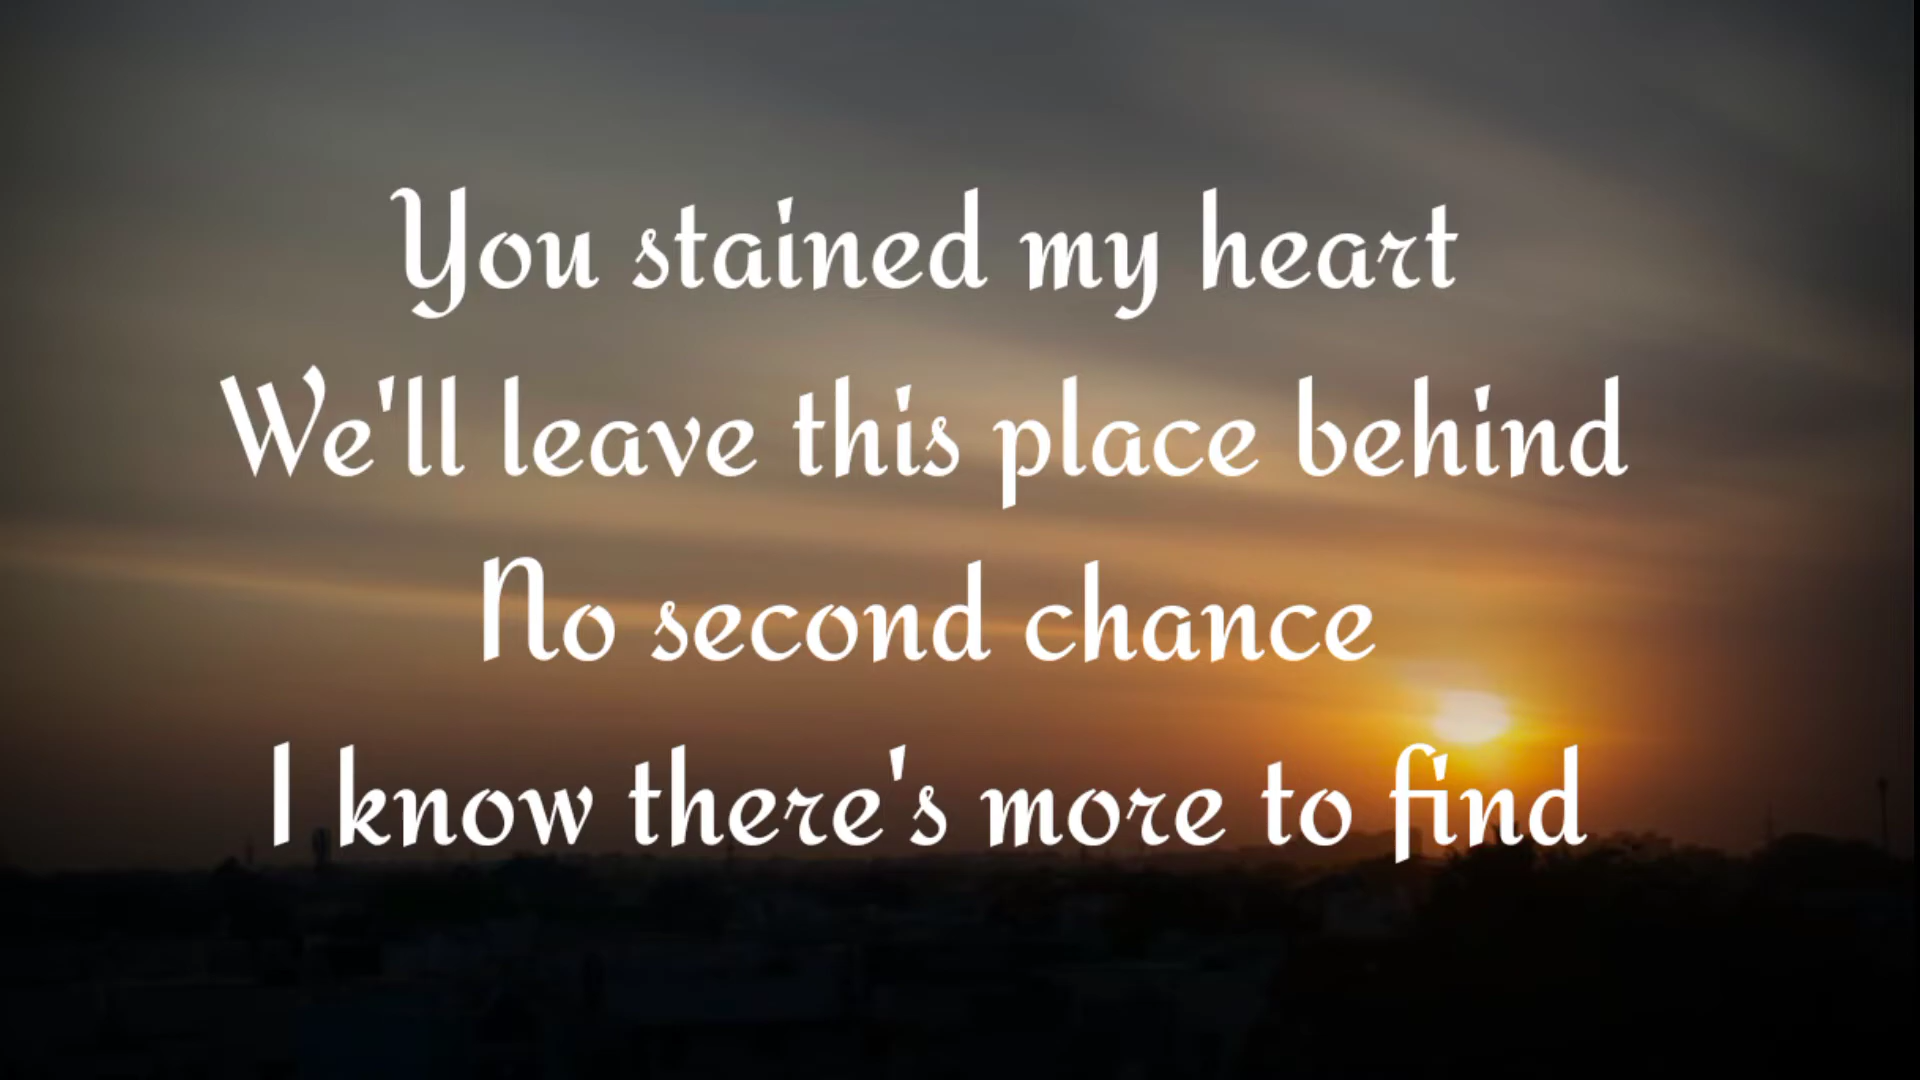 You stained my heart
We'll leave this place behind
No second chance
I know there's more to find